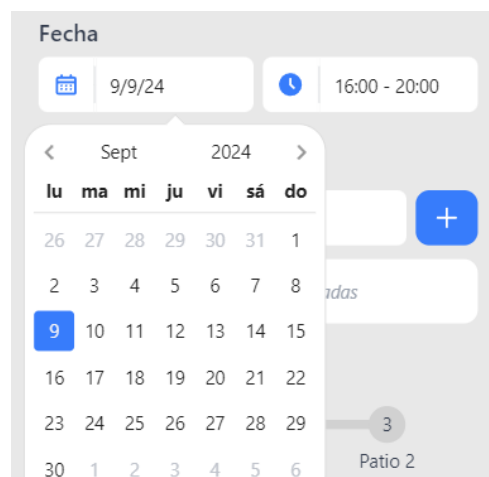 Fecha
9/9/24 16:00 - 20:00
Sept 2024
lu ma mi ju vi sá do
26 27 28 29 30 31 1
2 3 4 5 6 7 8
adas
9 10 11 12 13 14 15
16 17 18 19 20 21 22
23 24 25 26 27 28 29
3
30 1 2 3 4 5 6
Patio 2